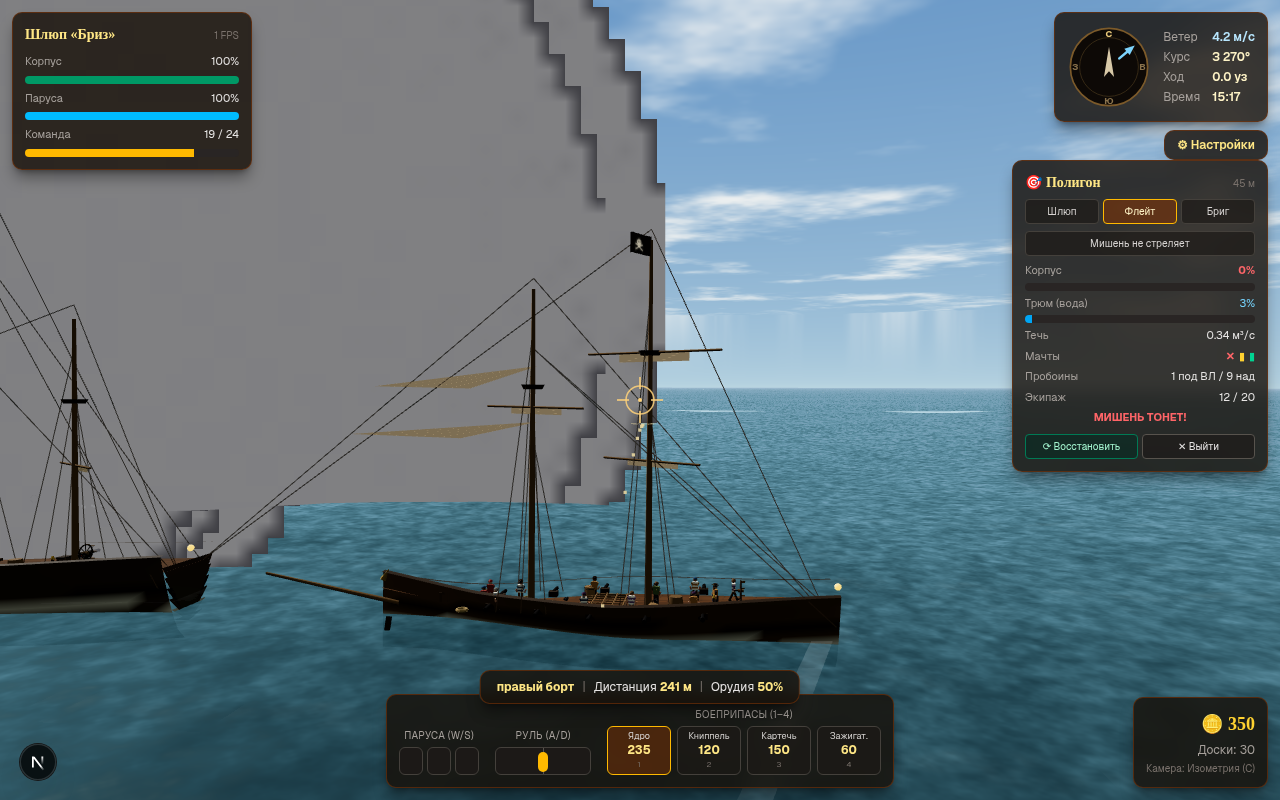 Шлюп «Бриз» 1 FPS
Корпус 100%
Паруса 100%
Команда 19 / 24
С
З В
Ю
Ветер 4.2 м/с
Курс З 270°
Ход 0.0 уз
Время 15:17
⚙ Настройки
🎯 Полигон 45 м
Шлюп Флейт Бриг
Мишень не стреляет
Корпус 0%
Трюм (вода) 3%
Течь 0.34 м³/с
Мачты ✕
Пробоины 1 под ВЛ / 9 над
Экипаж 12 / 20
МИШЕНЬ ТОНЕТ!
⟳ Восстановить ✕ Выйти
правый борт | Дистанция 241 м | Орудия 50%
БОЕПРИПАСЫ (1–4)
ПАРУСА (W/S) РУЛЬ (A/D)
Ядро Книппель Картечь Зажигат.
235 120 150 60
1 2 3 4
N
🪙 350
Доски: 30
Камера: Изометрия (C)